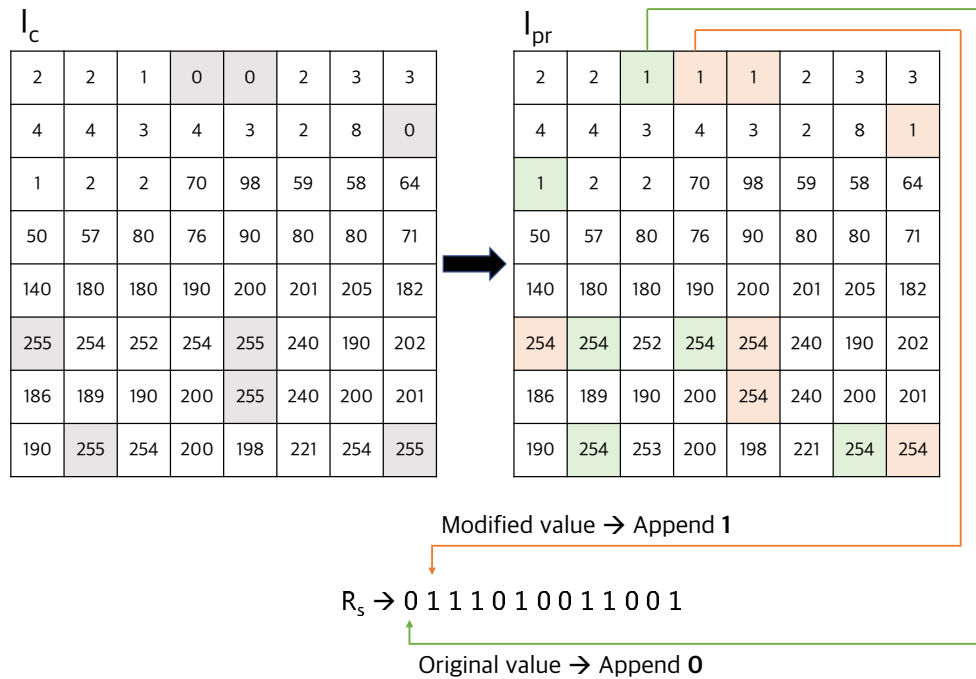 I_c
I_pr
2 2 1 0 0 2 3 3
2 2 1 1 1 2 3 3
4 4 3 4 3 2 8 0
4 4 3 4 3 2 8 1
1 2 2 70 98 59 58 64
1 2 2 70 98 59 58 64
50 57 80 76 90 80 80 71
50 57 80 76 90 80 80 71
140 180 180 190 200 201 205 182
140 180 180 190 200 201 205 182
255 254 252 254 255 240 190 202
254 254 252 254 254 240 190 202
186 189 190 200 255 240 200 201
186 189 190 200 254 240 200 201
190 255 254 200 198 221 254 255
190 254 253 200 198 221 254 254
Modified value → Append 1
R_s → 0 1 1 1 0 1 0 0 1 1 0 0 1
Original value → Append 0